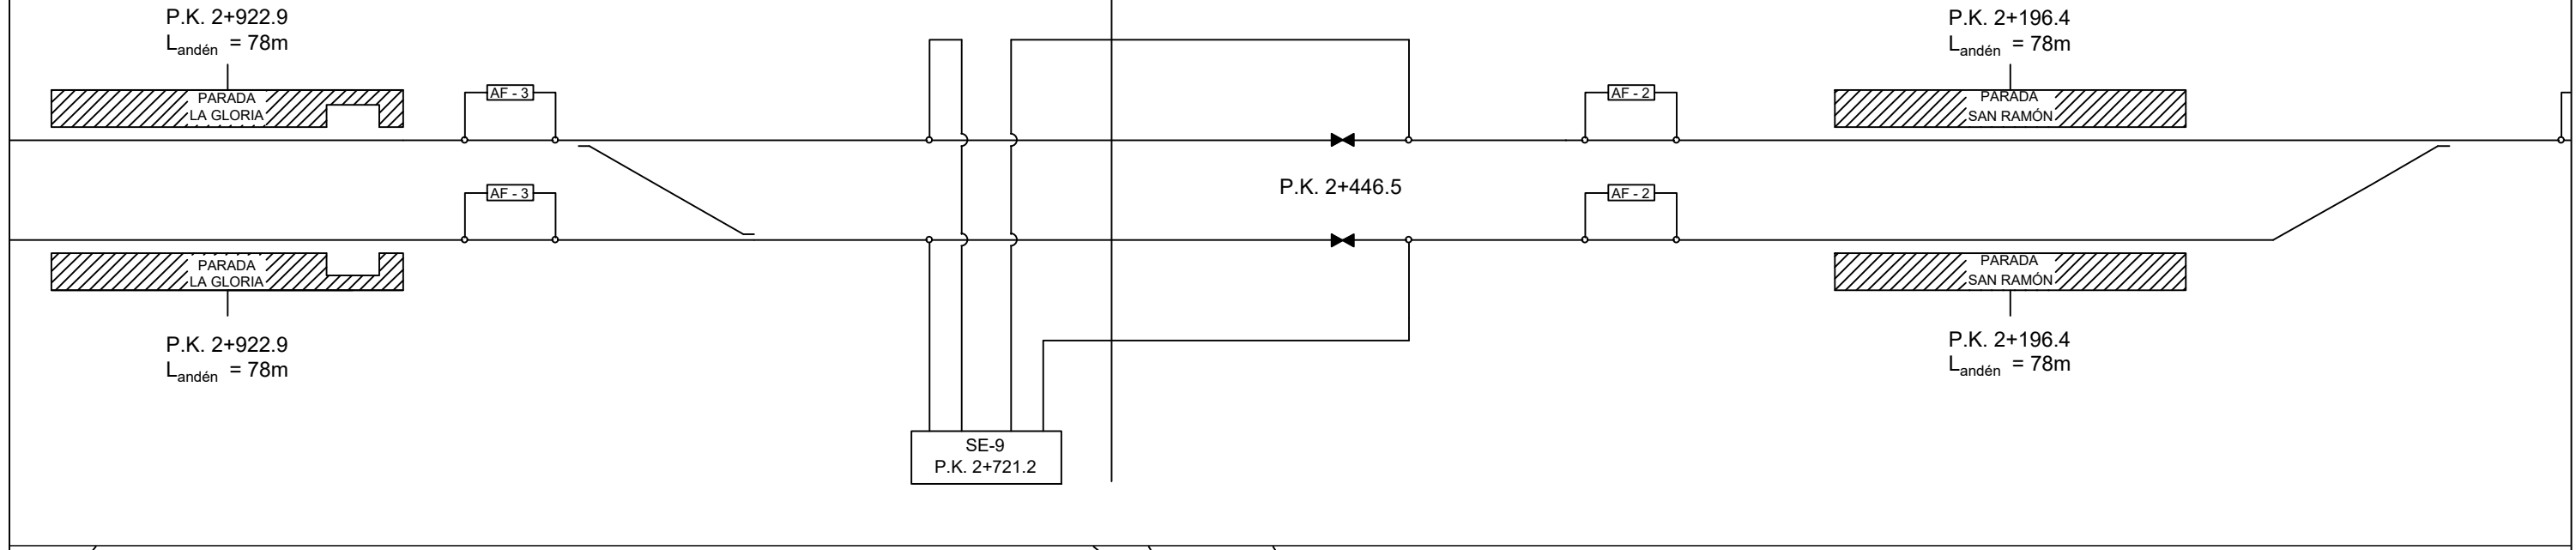 P.K. 2+922.9
Landén = 78m
P.K. 2+196.4
Landén = 78m
AF - 3
AF - 2
PARADA
LA GLORIA
PARADA
SAN RAMÓN
P.K. 2+446.5
AF - 3
AF - 2
PARADA
LA GLORIA
PARADA
SAN RAMÓN
P.K. 2+922.9
Landén = 78m
P.K. 2+196.4
Landén = 78m
SE-9
P.K. 2+721.2